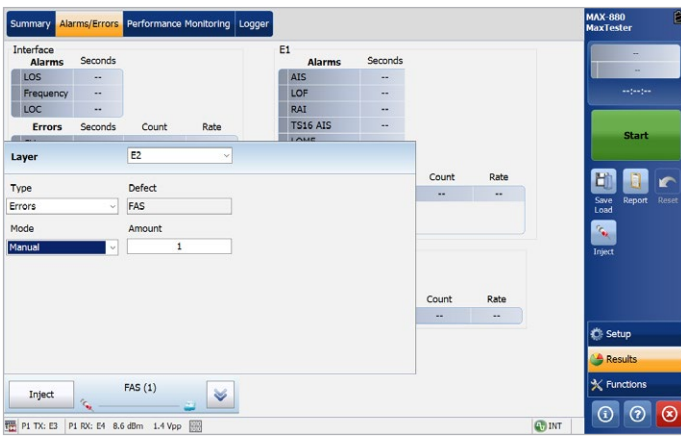 Summary Alarms/Errors Performance Monitoring Logger
MAX-880
MaxTester
Interface
Alarms Seconds
LOS --
Frequency --
LOC --
Errors Seconds Count Rate
E1
Alarms Seconds
AIS --
LOF --
RAI --
TS16 AIS --
Count Rate
-- --
Count Rate
-- --
Layer E2
Type Defect
Errors FAS
Mode Amount
Manual 1
Inject FAS (1)
--
--
--:--:--
Start
Save
Load
Report Reset
Inject
Setup
Results
Functions
P1 TX: E3 P1 RX: E4 8.6 dBm 1.4 Vpp
INT